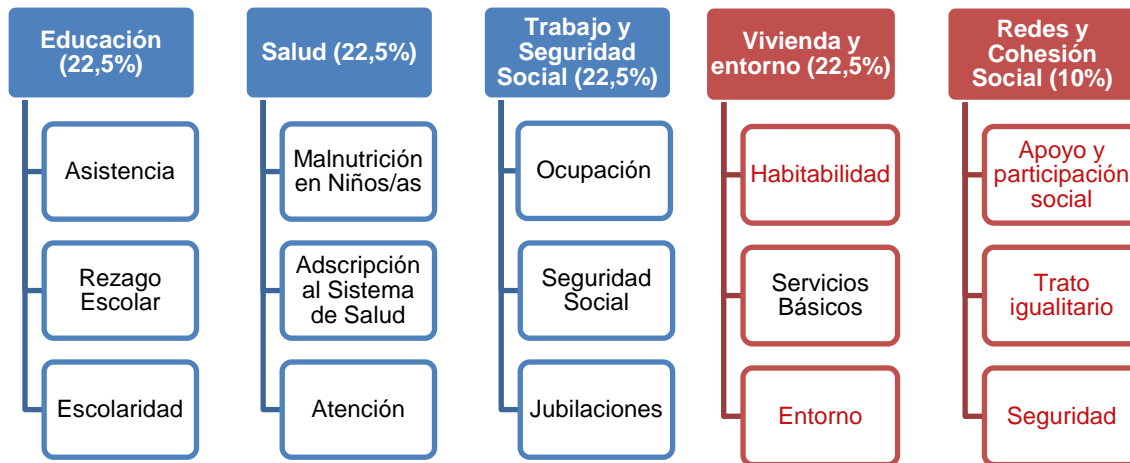 Educación
(22,5%)
Asistencia
Rezago
Escolar
Escolaridad
Salud (22,5%)
Malnutrición
en Niños/as
Adscripción
al Sistema
de Salud
Atención
Trabajo y
Seguridad
Social (22,5%)
Ocupación
Seguridad
Social
Jubilaciones
Vivienda y
entorno (22,5%)
Habitabilidad
Servicios
Básicos
Entorno
Redes y
Cohesión
Social (10%)
Apoyo y
participación
social
Trato
igualitario
Seguridad